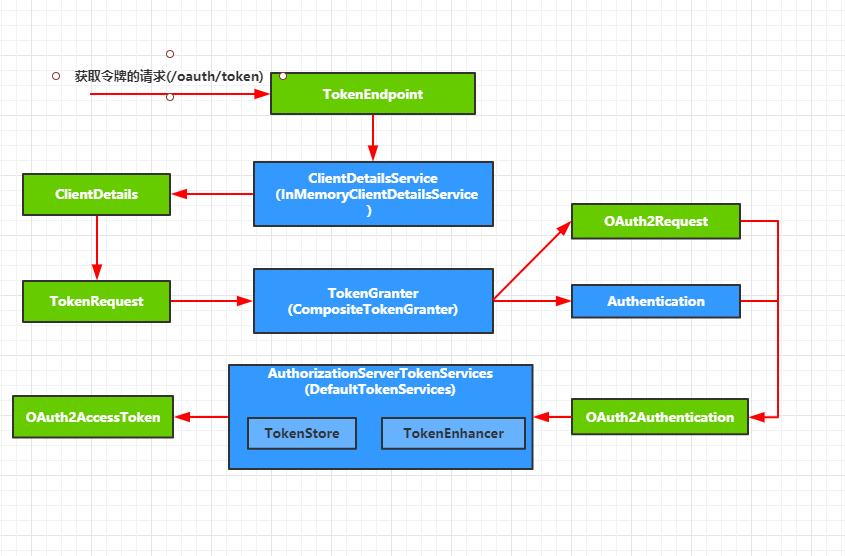 获取令牌的请求(/oauth/token)
TokenEndpoint
ClientDetailsService
(InMemoryClientDetailsService
)
ClientDetails
OAuth2Request
TokenRequest
TokenGranter
(CompositeTokenGranter)
Authentication
AuthorizationServerTokenServices
(DefaultTokenServices)
TokenStore
TokenEnhancer
OAuth2AccessToken
OAuth2Authentication